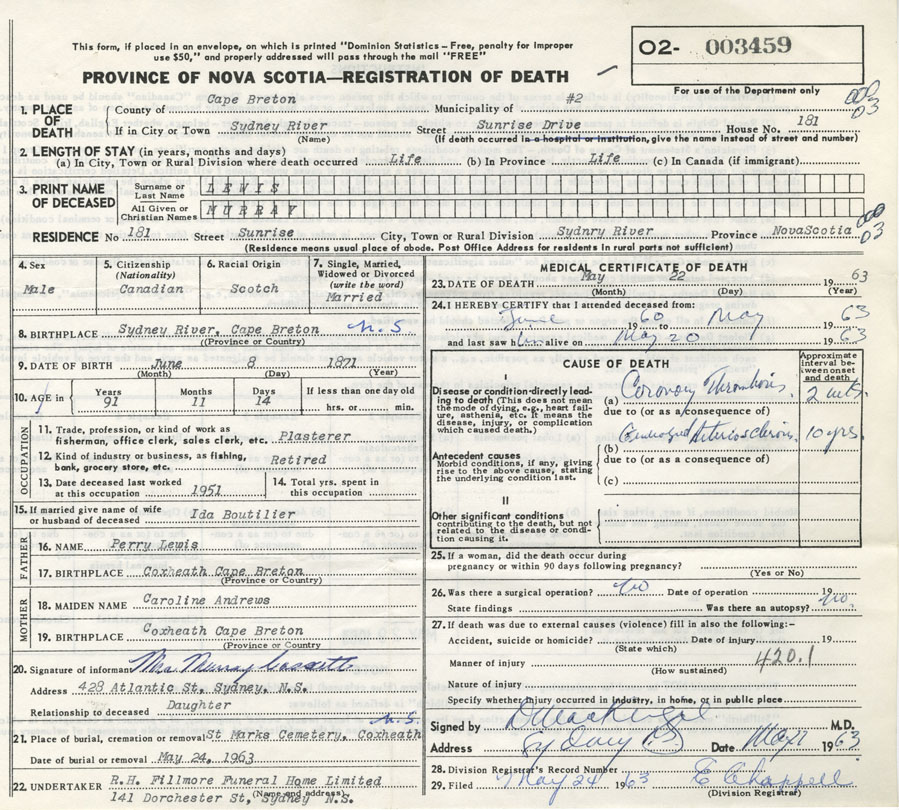 This form, if placed in an envelope, on which is printed "Dominion Statistics – Free, penalty for improper
use $50," and properly addressed will pass through the mail "FREE"
O2- 003459
PROVINCE OF NOVA SCOTIA—REGISTRATION OF DEATH
For use of the Department only
1. PLACE OF DEATH
County of Cape Breton Municipality of #2
If in City or Town Sydney River Street Sunrise Drive House No. 181
(Name) (If death occurred in a hospital or institution, give the name instead of street and number)
2. LENGTH OF STAY (in years, months and days)
(a) In City, Town or Rural Division where death occurred Life (b) In Province Life (c) In Canada (if immigrant)
3. PRINT NAME OF DECEASED
Surname or Last Name LEWIS
All Given or Christian Names MURRAY
RESIDENCE No 181 Street Sunrise City, Town or Rural Division Sydnry River Province NovaScotia
(Residence means usual place of abode. Post Office Address for residents in rural parts not sufficient)
4. Sex Male
5. Citizenship (Nationality) Canadian
6. Racial Origin Scotch
7. Single, Married, Widowed or Divorced (write the word) Married
8. BIRTHPLACE Sydney River, Cape Breton N.S
(Province or Country)
9. DATE OF BIRTH June 8 1871
(Month) (Day) (Year)
10. AGE in Years 91 Months 11 Days 14 If less than one day old hrs. or min.
OCCUPATION
11. Trade, profession, or kind of work as
fisherman, office clerk, sales clerk, etc. Plasterer
12. Kind of industry or business, as fishing,
bank, grocery store, etc. Retired
13. Date deceased last worked at this occupation 1951
14. Total yrs. spent in this occupation
15. If married give name of wife
or husband of deceased Ida Boutilier
FATHER
16. NAME Perry Lewis
17. BIRTHPLACE Coxheath Cape Breton
(Province or Country)
MOTHER
18. MAIDEN NAME Caroline Andrews
19. BIRTHPLACE Coxheath Cape Breton
(Province or Country)
20. Signature of informant Mrs Murray
Address 428 Atlantic St, Sydney, N.S.
Relationship to deceased Daughter
N.S.
21. Place of burial, cremation or removal St Marks Cemetery, Coxheath
Date of burial or removal May 24, 1963
22. UNDERTAKER R.H. Fillmore Funeral Home Limited
(Name and address)
141 Dorchester St, Sydney N.S.
MEDICAL CERTIFICATE OF DEATH
23. DATE OF DEATH May 22 1963
(Month) (Day) (Year)
24. I HEREBY CERTIFY that I attended deceased from:
June 1960 to May 1963
and last saw him alive on May 20 1963
CAUSE OF DEATH
Approximate interval between onset and death
I
Disease or condition-directly leading to death (This does not mean the mode of dying, e.g., heart failure, asthenia, etc. It means the disease, injury, or complication which caused death.)
(a) Coronary Thrombosis.
due to (or as a consequence of)
Antecedent causes
Morbid conditions, if any, giving rise to the above cause, stating the underlying condition last.
(b) Generalized Arteriosclerosis. 10 yrs.
due to (or as a consequence of)
(c)
II
Other significant conditions
contributing to the death, but not related to the disease or condition causing it.
25. If a woman, did the death occur during
pregnancy or within 90 days following pregnancy?
(Yes or No)
26. Was there a surgical operation? No Date of operation 19
State findings Was there an autopsy? No.
27. If death was due to external causes (violence) fill in also the following:-
Accident, suicide or homicide? Date of injury 19
(State which)
Manner of injury 420.1
(How sustained)
Nature of injury
Specify whether injury occurred in industry, in home, or in public place
Signed by M.D.
Address Sydney NS Date May 1963
28. Division Registrar's Record Number
29. Filed May 24 1963 E Chappell
(Division Registrar)